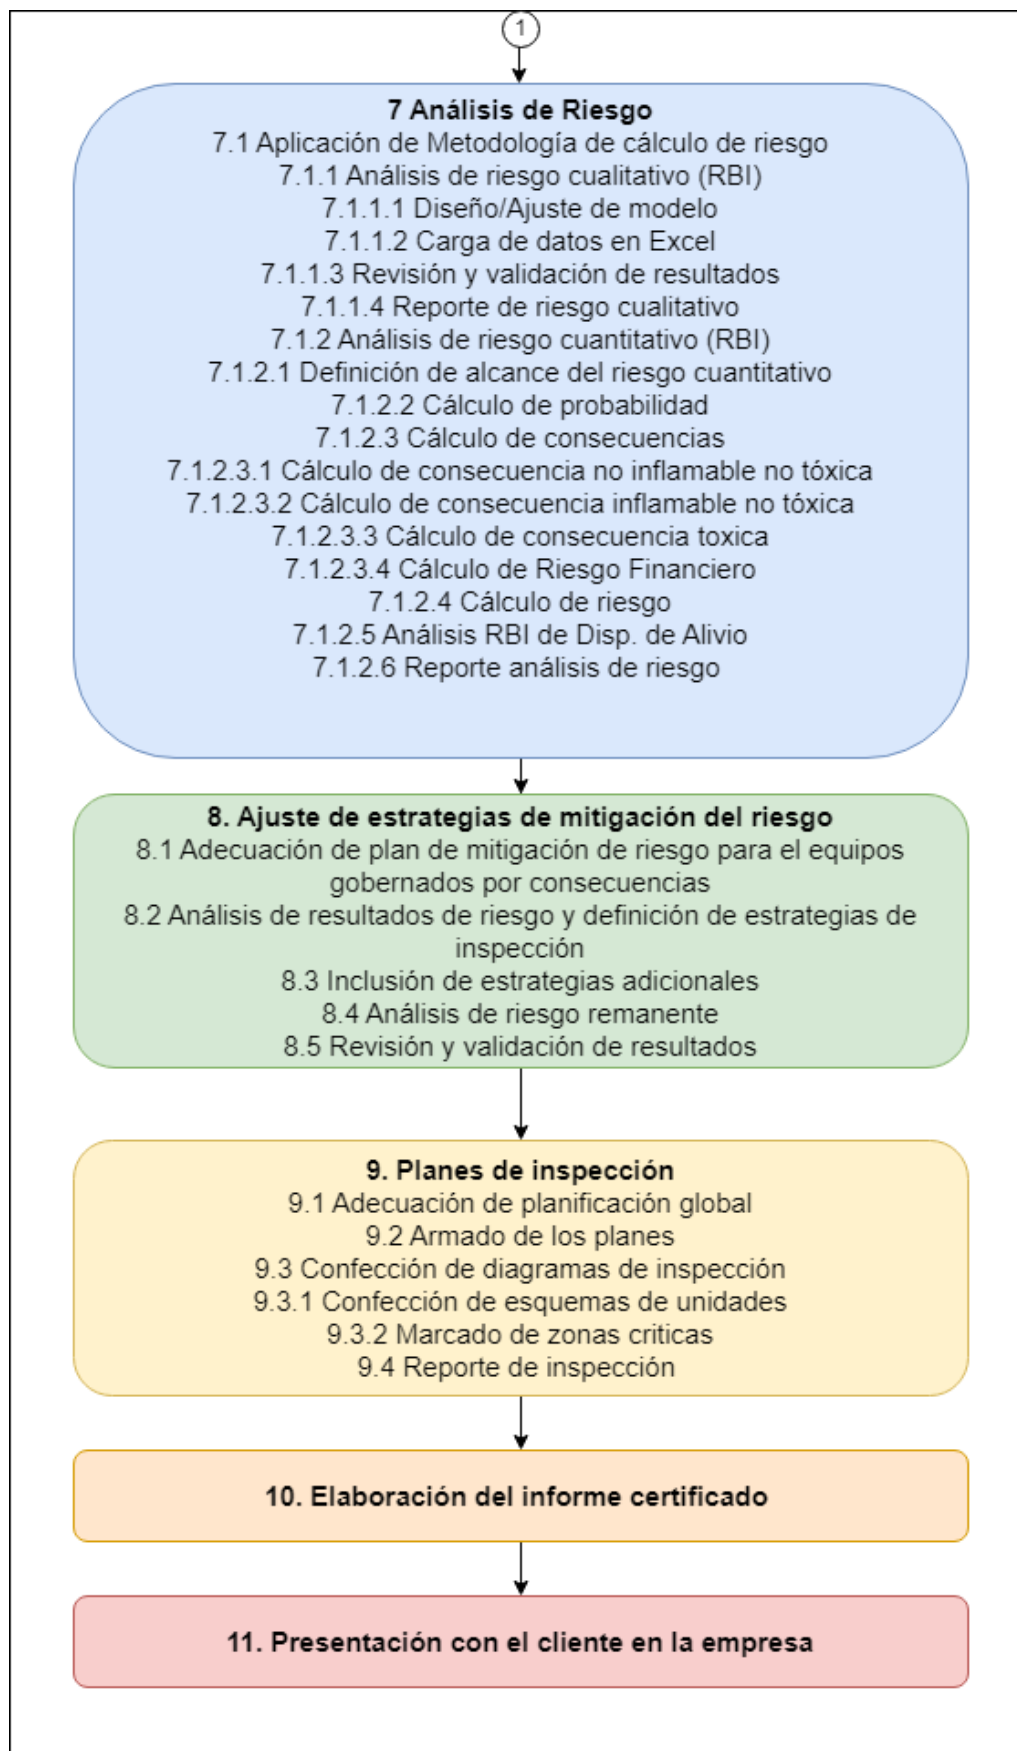 1
7 Análisis de Riesgo
7.1 Aplicación de Metodología de cálculo de riesgo
7.1.1 Análisis de riesgo cualitativo (RBI)
7.1.1.1 Diseño/Ajuste de modelo
7.1.1.2 Carga de datos en Excel
7.1.1.3 Revisión y validación de resultados
7.1.1.4 Reporte de riesgo cualitativo
7.1.2 Análisis de riesgo cuantitativo (RBI)
7.1.2.1 Definición de alcance del riesgo cuantitativo
7.1.2.2 Cálculo de probabilidad
7.1.2.3 Cálculo de consecuencias
7.1.2.3.1 Cálculo de consecuencia no inflamable no tóxica
7.1.2.3.2 Cálculo de consecuencia inflamable no tóxica
7.1.2.3.3 Cálculo de consecuencia toxica
7.1.2.3.4 Cálculo de Riesgo Financiero
7.1.2.4 Cálculo de riesgo
7.1.2.5 Análisis RBI de Disp. de Alivio
7.1.2.6 Reporte análisis de riesgo
8. Ajuste de estrategias de mitigación del riesgo
8.1 Adecuación de plan de mitigación de riesgo para el equipos
gobernados por consecuencias
8.2 Análisis de resultados de riesgo y definición de estrategias de
inspección
8.3 Inclusión de estrategias adicionales
8.4 Análisis de riesgo remanente
8.5 Revisión y validación de resultados
9. Planes de inspección
9.1 Adecuación de planificación global
9.2 Armado de los planes
9.3 Confección de diagramas de inspección
9.3.1 Confección de esquemas de unidades
9.3.2 Marcado de zonas criticas
9.4 Reporte de inspección
10. Elaboración del informe certificado
11. Presentación con el cliente en la empresa